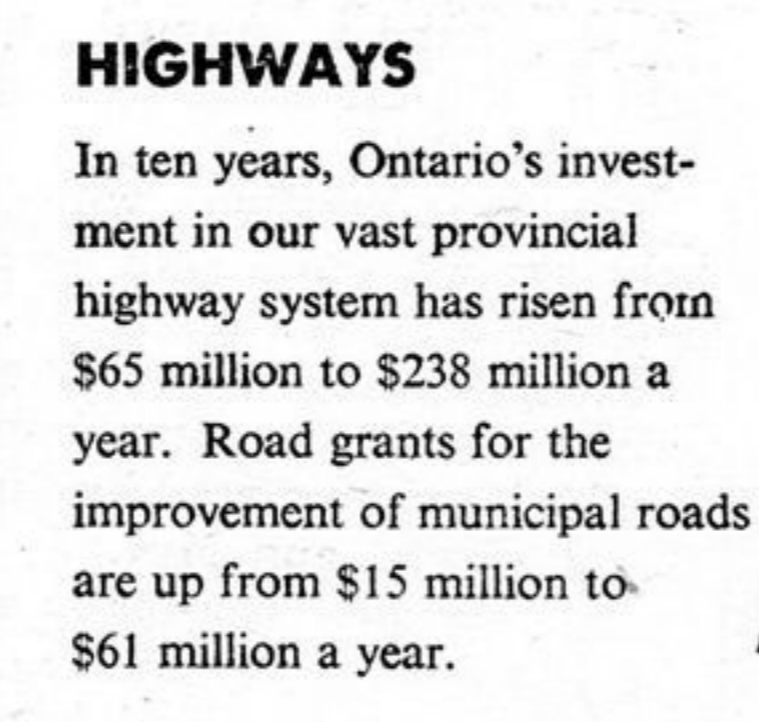 HIGHWAYS
In ten years, Ontario's invest-
ment in our vast provincial
highway system has risen from
$65 million to $238 million a
year. Road grants for the
improvement of municipal roads
are up from $15 million to
$61 million a year.